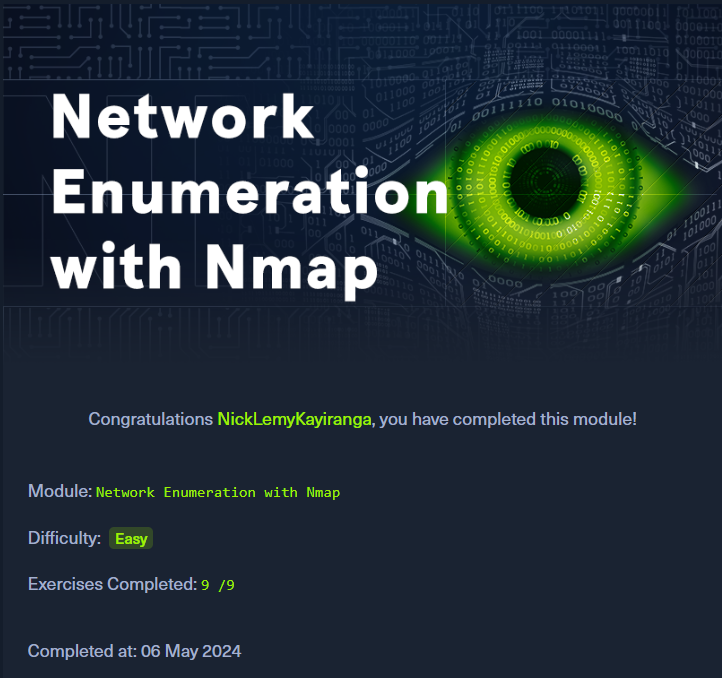 Network
Enumeration
with Nmap
Congratulations NickLemyKayiranga, you have completed this module!
Module: Network Enumeration with Nmap
Difficulty: Easy
Exercises Completed: 9 /9
Completed at: 06 May 2024